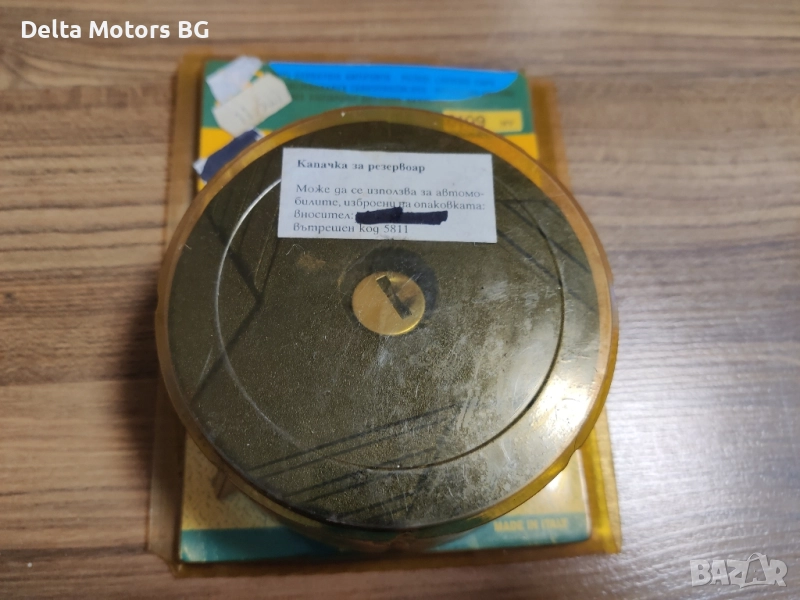 Delta Motors BG
Капачка за резервоар
Може да се използва за автомо-
билите, изброени на опаковката:
вносител:
вътрешен код 5811
MADE IN ITALY
BAZAR